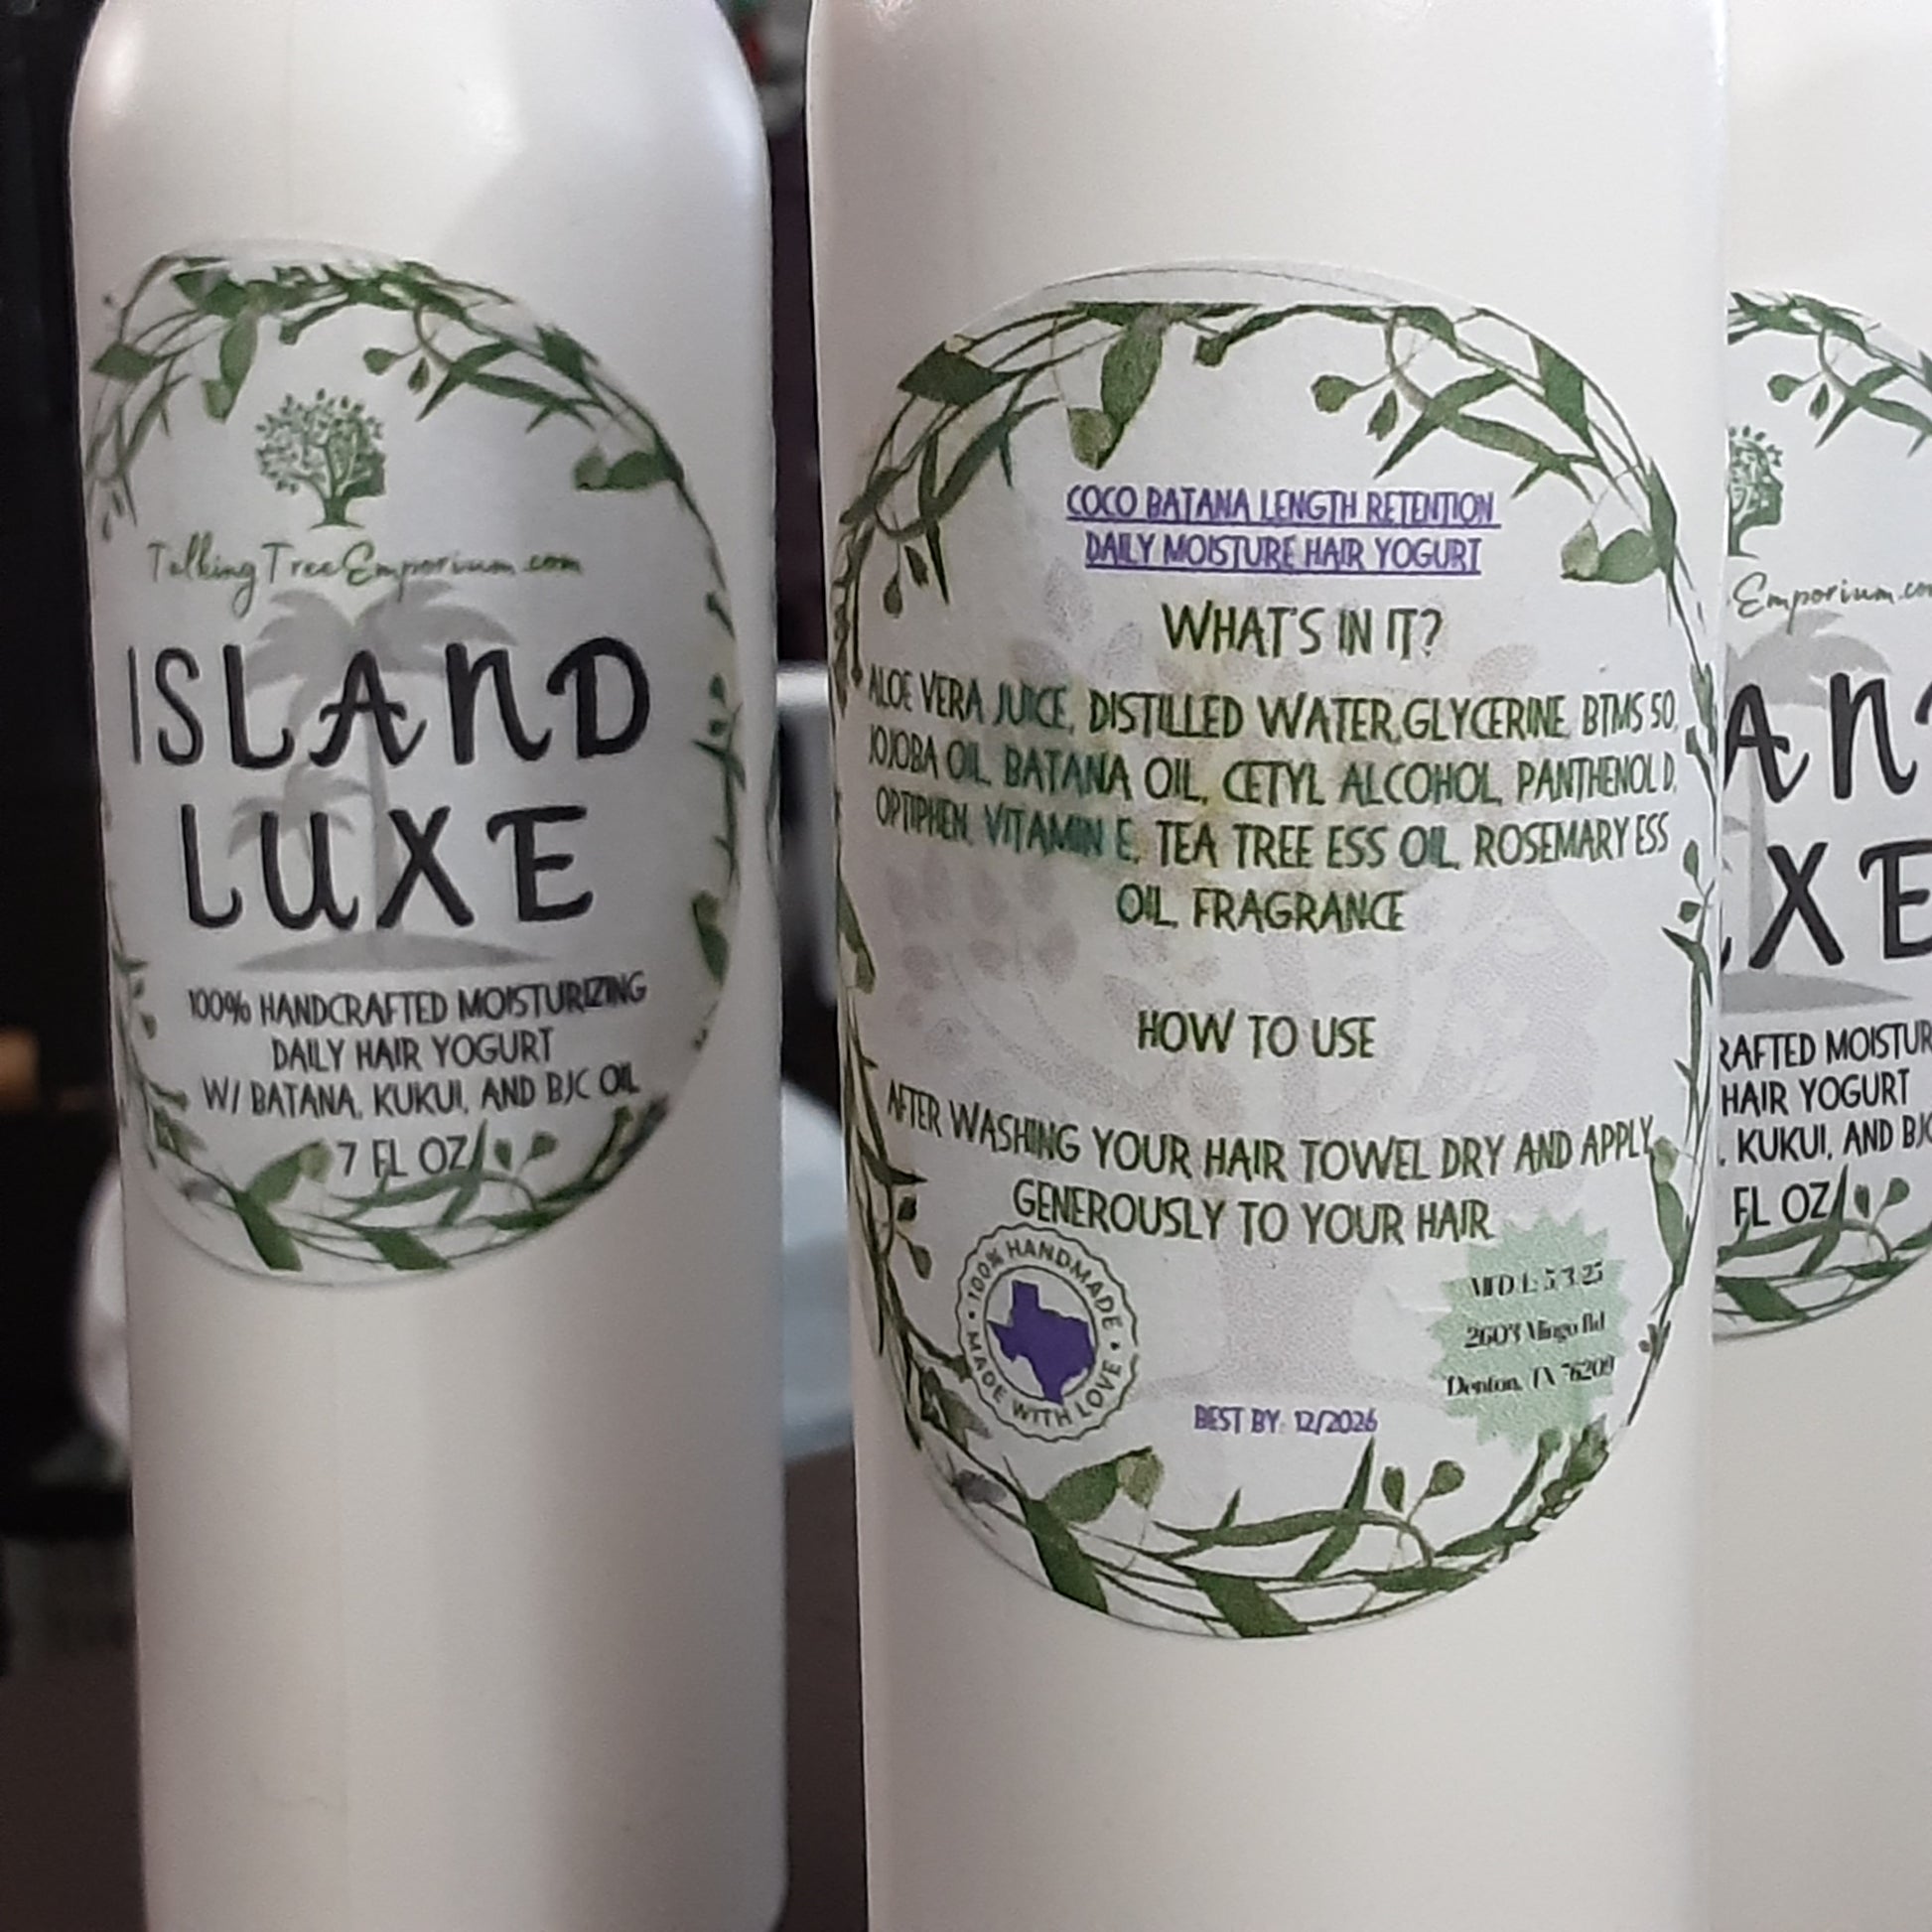 TalkingTreeEmporium.com
ISLAND
LUXE
100% HANDCRAFTED MOISTURIZING
DAILY HAIR YOGURT
W/ BATANA, KUKUI, AND BJC OIL
7 FL OZ
COCO BATANA LENGTH RETENTION
DAILY MOISTURE HAIR YOGURT
WHAT'S IN IT?
ALOE VERA JUICE, DISTILLED WATER,GLYCERINE, BTMS 50,
JOJOBA OIL, BATANA OIL, CETYL ALCOHOL, PANTHENOL D,
OPTIPHEN, VITAMIN E, TEA TREE ESS OIL, ROSEMARY ESS
OIL, FRAGRANCE
HOW TO USE
AFTER WASHING YOUR HAIR TOWEL DRY AND APPLY
GENEROUSLY TO YOUR HAIR
100% HANDMADE
MADE WITH LOVE
5.3.25
Mingo Rd
Denton, TX 76209
BEST BY: 12/2026
Emporium.co
AN
XE
RAFTED MOISTUR
HAIR YOGURT
, KUKUI, AND BJC
FL OZ